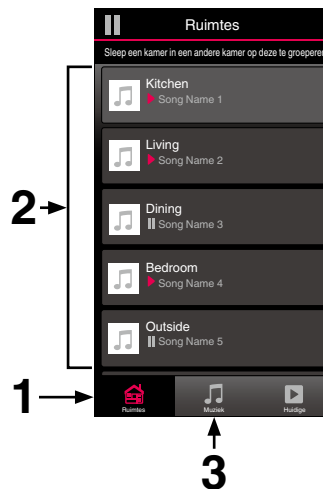 Ruimtes
Sleep een kamer in een andere kamer op deze te groeperen
Kitchen
Song Name 1
Living
Song Name 2
Dining
Song Name 3
Bedroom
Song Name 4
Outside
Song Name 5
2
1
Ruimtes
Muziek
Huidige
3